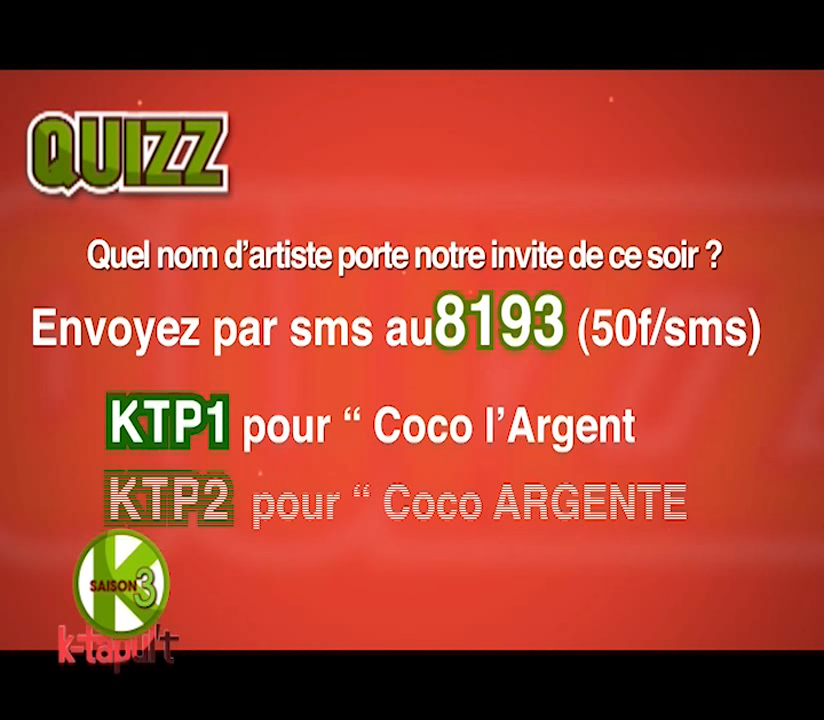 QUIZZ
Quel nom d’artiste porte notre invite de ce soir ?
Envoyez par sms au8193 (50f/sms)
KTP1 pour “ Coco l’Argent
KTP2 pour “ Coco ARGENTE
K
SAISON 3
k-tapul't